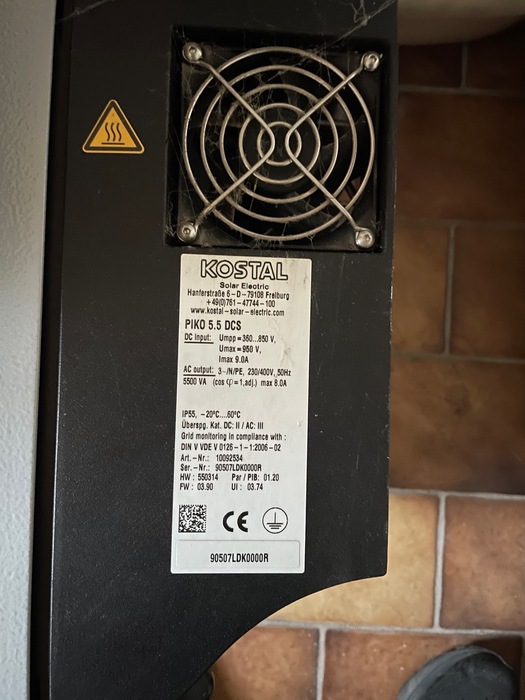 KOSTAL
Solar Electric
Hanferstraße 6 - D - 79108 Freiburg
+49(0)761 - 47744 - 100
www.kostal-solar-electric.com
PIKO 5.5 DCS
DC input: Umpp=360...850 V,
Umax=950 V,
Imax 9.0A
AC output: 3~/N/PE, 230/400V, 50Hz
5500 VA (cos φ=1,adj.) max 8.0A
IP55, -20°C....60°C
Überspg. Kat. DC: II / AC: III
Grid monitoring in compliance with :
DIN V VDE V 0126-1-1:2006-02
Art.-Nr.: 10092534
Ser.-Nr.: 90507LDK0000R
HW : 550314 Par / PIB: 01.20
FW : 03.90 UI : 03.74
CE
90507LDK0000R